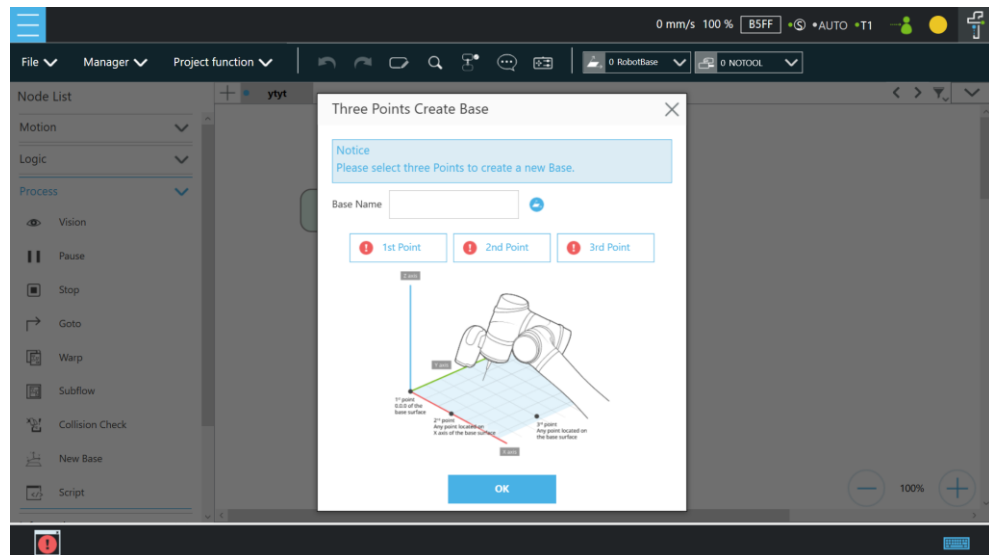 0 mm/s 100 % B5FF S AUTO T1
File Manager Project function 0 RobotBase 0 NOTOOL
Node List
ytyt
Motion
Logic
Process
Vision
Pause
Stop
Goto
Warp
Subflow
Collision Check
New Base
Script
Three Points Create Base
Notice
Please select three Points to create a new Base.
Base Name
1st Point 2nd Point 3rd Point
Z axis
Y axis
1st point
0.0.0 of the
base surface
2nd point
Any point located on
X axis of the base surface
3rd point
Any point located on
the base surface
X axis
OK
100%